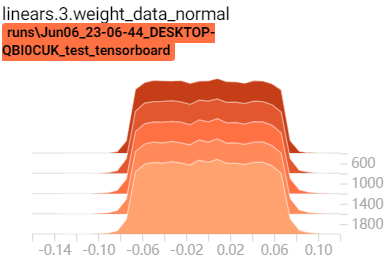 linears.3.weight_data_normal
runs\Jun06_23-06-44_DESKTOP-
QBI0CUK_test_tensorboard
600
1000
1400
1800
-0.14 -0.10 -0.06 -0.02 0.02 0.06 0.10